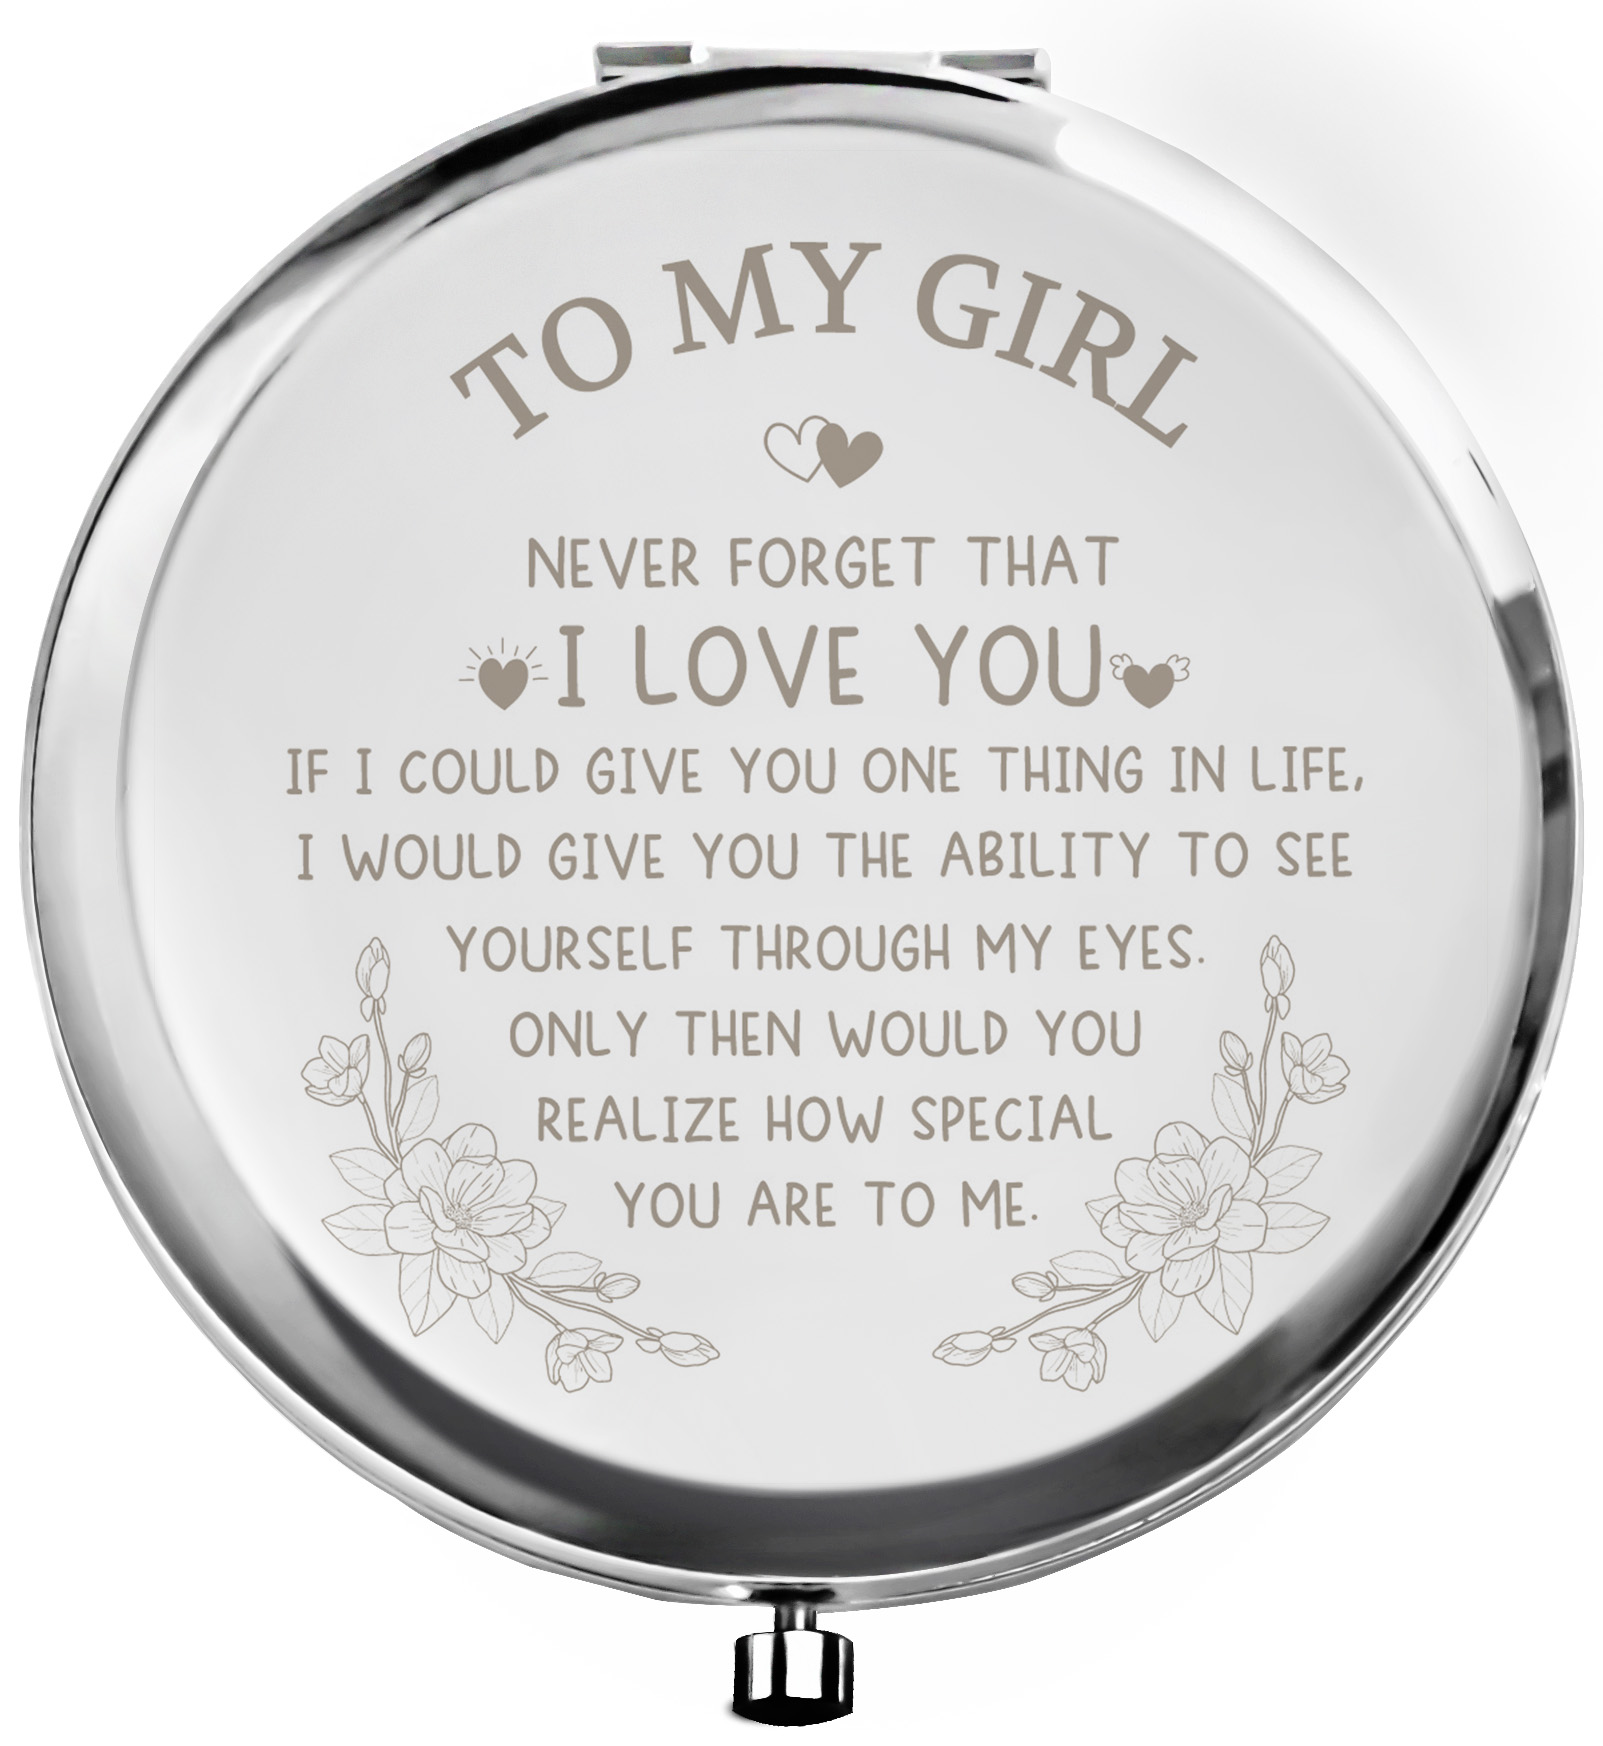 TO MY GIRL
NEVER FORGET THAT
I LOVE YOU
IF I COULD GIVE YOU ONE THING IN LIFE,
I WOULD GIVE YOU THE ABILITY TO SEE
YOURSELF THROUGH MY EYES.
ONLY THEN WOULD YOU
REALIZE HOW SPECIAL
YOU ARE TO ME.